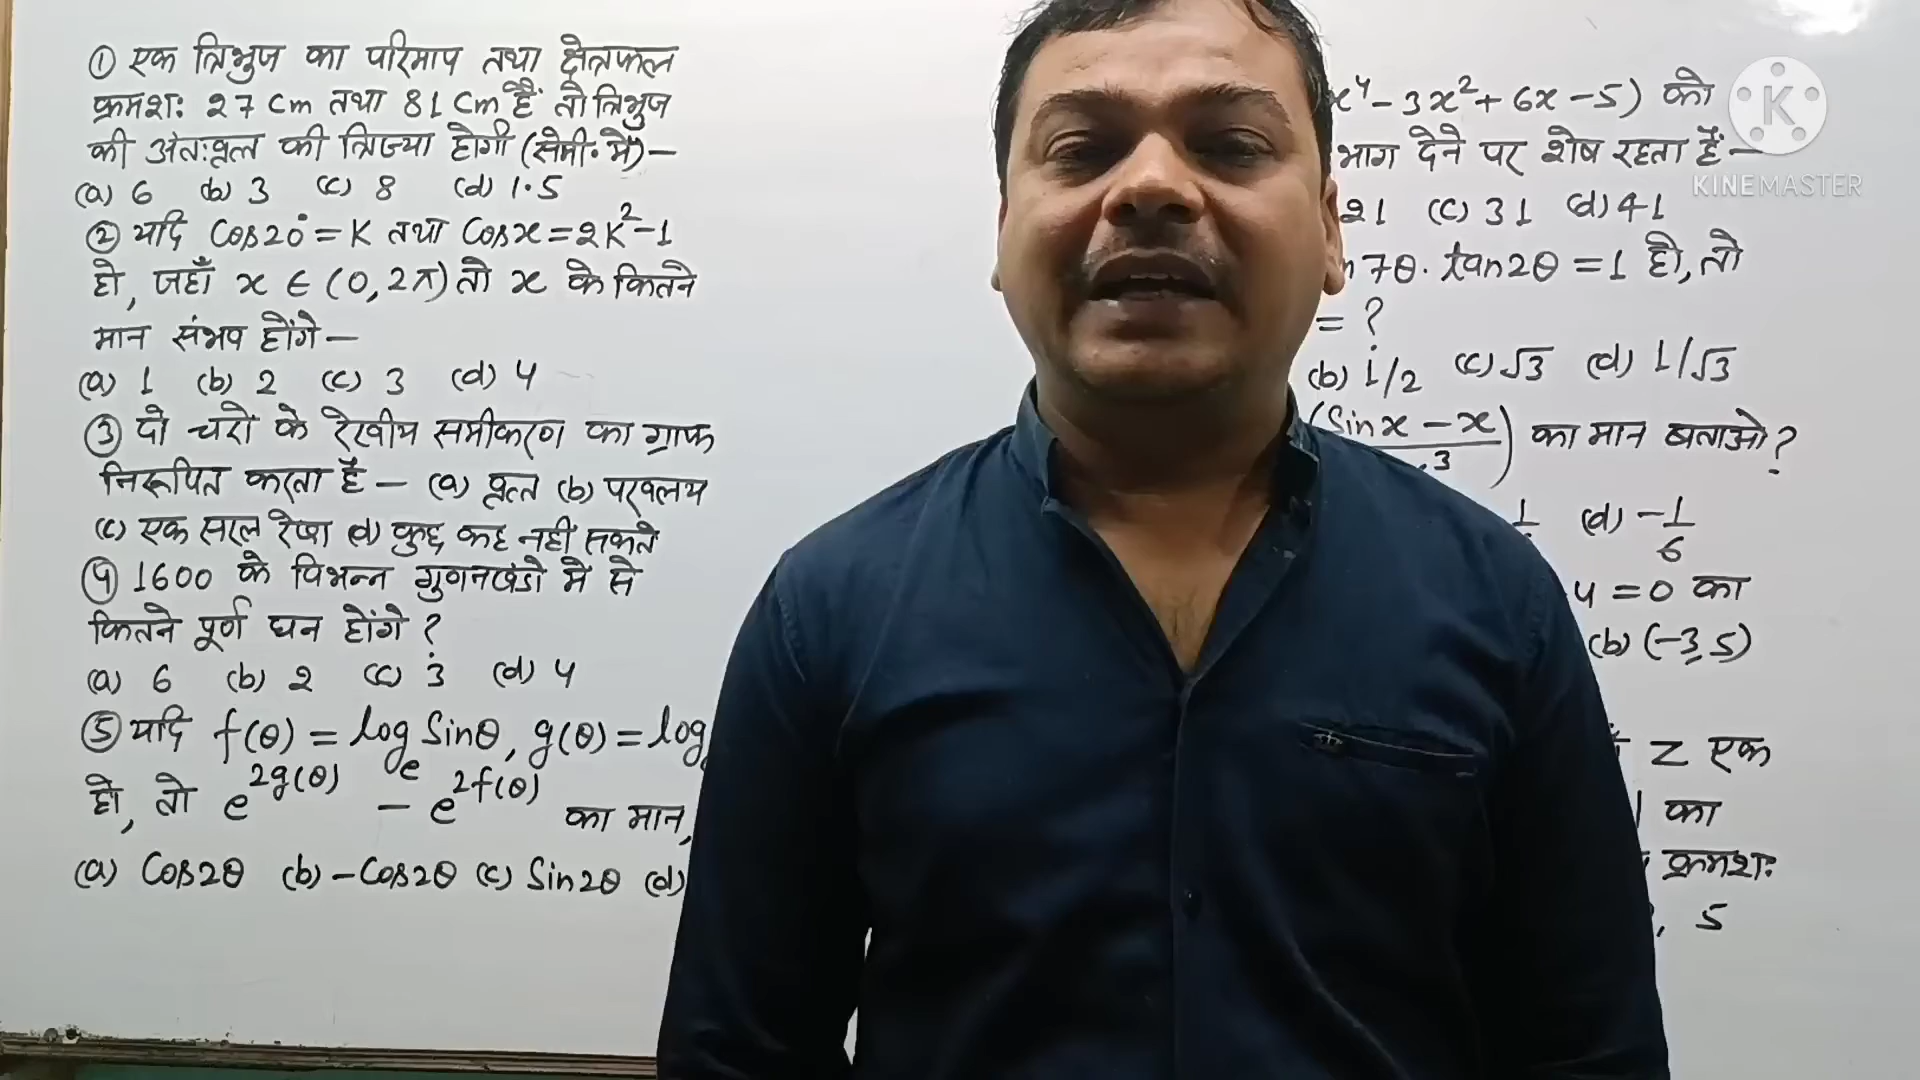 ① एक त्रिभुज का परिमाप तथा क्षेत्रफल
क्रमश: 27 cm तथा 81 cm हैं तो त्रिभुज
की अंत:वृत्त की त्रिज्या होगी (सेमी. में)—
(a) 6 (b) 3 (c) 8 (d) 1.5
② यदि Cos20° = K तथा Cosx = 2K²-1
हो, जहाँ x ∈ (0, 2π) तो x के कितने
मान संभव होंगे —
(a) 1 (b) 2 (c) 3 (d) 4
③ दो चरो के रेखीय समीकरण का ग्राफ
निरूपित करता है — (a) वृत्त (b) परवलय
(c) एक सरल रेखा (d) कुछ कह नहीं सकते
④ 1600 के विभन्न गुणनखंडो में से
कितने पूर्ण घन होंगे ?
(a) 6 (b) 2 (c) 3 (d) 4
⑤ यदि f(θ) = logₑ Sinθ, g(θ) = log
हो, तो e^{2g(θ)} - e^{2f(θ)} का मान,
(a) Cos2θ (b) -Cos2θ (c) Sin2θ (d)
x⁴ - 3x² + 6x - 5) को
भाग देने पर शेष रहता हैं —
21 (c) 31 (d) 41
7θ. tan2θ = 1 हो, तो
= ?
(b) 1/2 (c) √3 (d) 1/√3
(Sinx - x / 3) का मान बताओ ?
(d) -1/6
4 = 0 का
(b) (-3, 5)
Z एक
का
क्रमश:
, 5
K
KINEMASTER